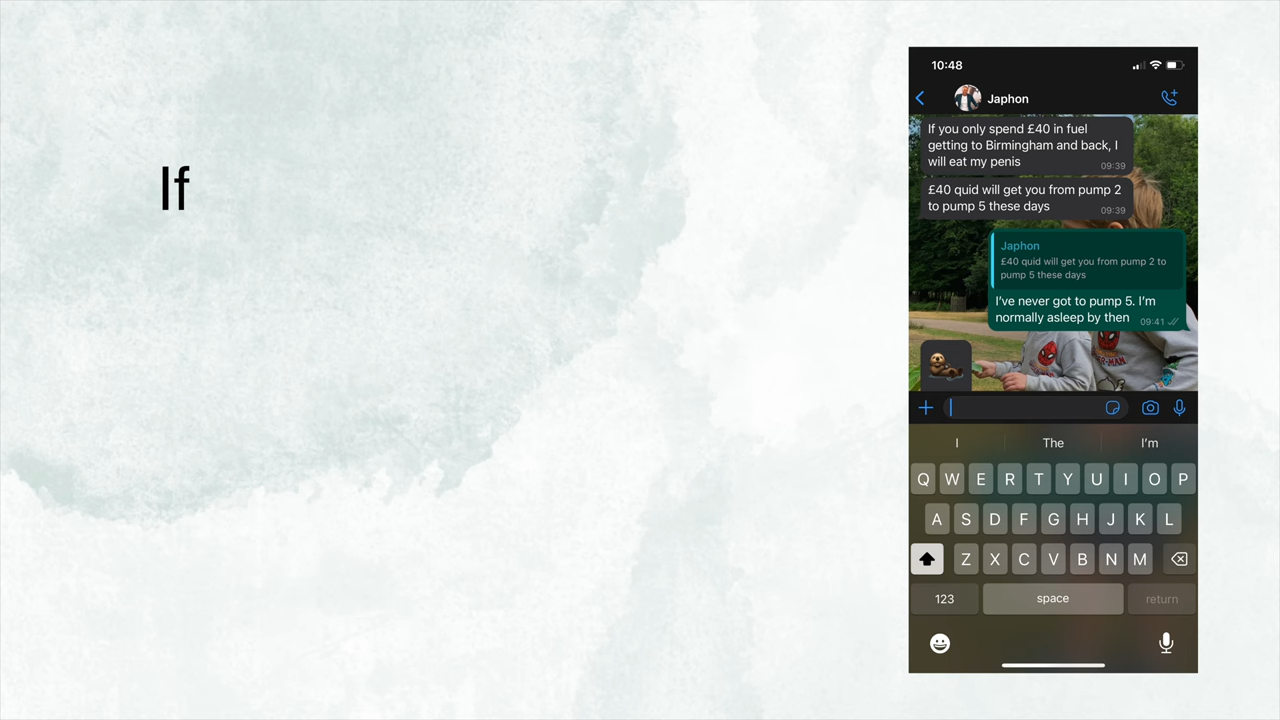 If
10:48
Japhon
If you only spend £40 in fuel
getting to Birmingham and back, I
will eat my penis
09:39
£40 quid will get you from pump 2
to pump 5 these days
09:39
Japhon
£40 quid will get you from pump 2 to
pump 5 these days
I've never got to pump 5. I'm
normally asleep by then
09:41
I The I'm
Q W E R T Y U I O P
A S D F G H J K L
Z X C V B N M
123 space return